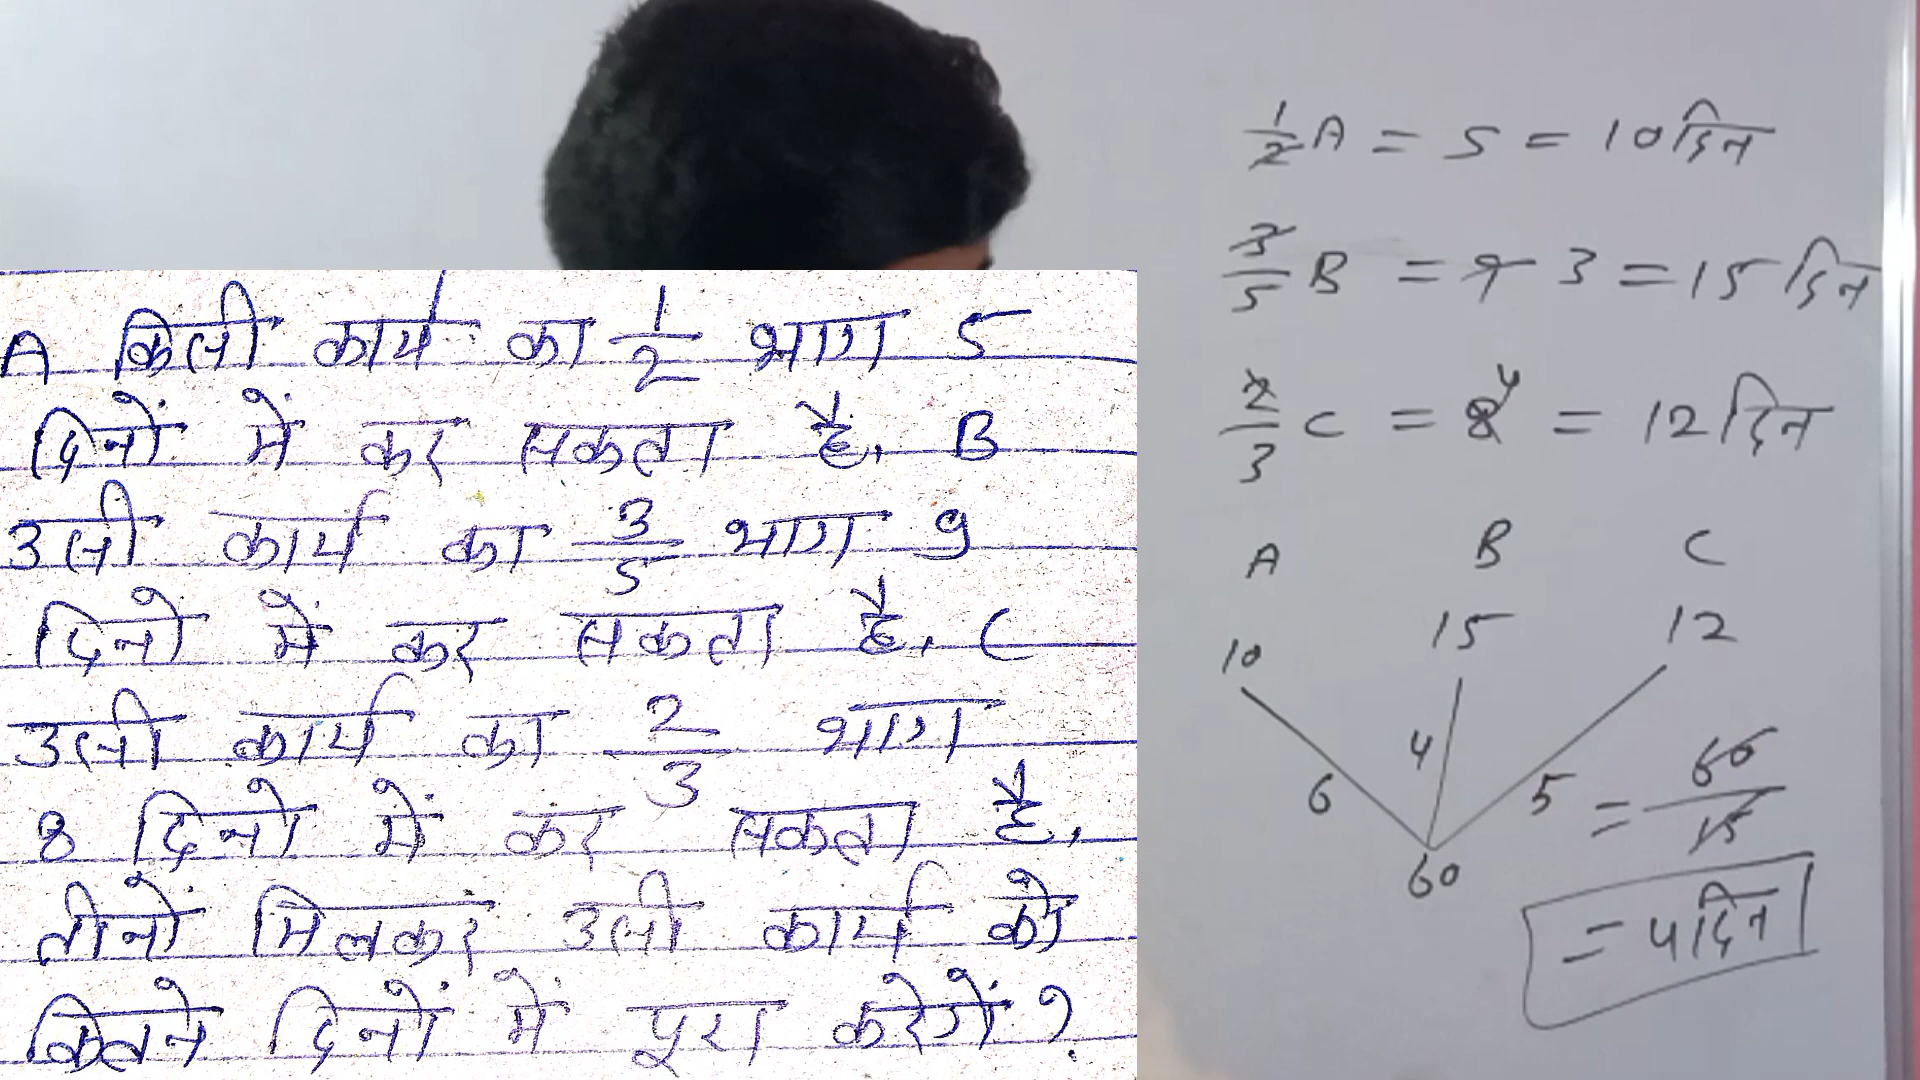 A किसी कार्य का 1/2 भाग 5
दिनों में कर सकता है, B
उसी कार्य का 3/5 भाग 9
दिनो में कर सकता है, C
उसी कार्य का 2/3 भाग
8 दिनो में कर सकता है,
तीनों मिलकर उसी कार्य को
कितने दिनों में पूरा करेगें ?
1/2 A = 5 = 10 दिन
3/5 B = 9 3 = 15 दिन
2/3 C = 8 4 = 12 दिन
A B C
10 15 12
6 4 5 = 60/15
60
= 4 दिन